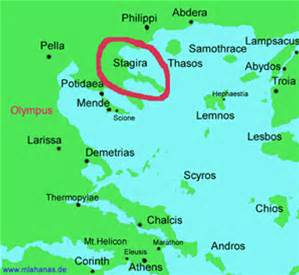 Philippi
Abdera
Pella
Samothrace
Lampsacus
Stagira
Thasos
Abydos
Potidaea
Troia
Hephaestia
Mende
Scione
Olympus
Lemnos
Larissa
Lesbos
Demetrias
Scyros
Thermopylae
Chios
Chalcis
Mt.Helicon
Marathon
Eleusis
Andros
www.mlahanas.de
Corinth
Athens